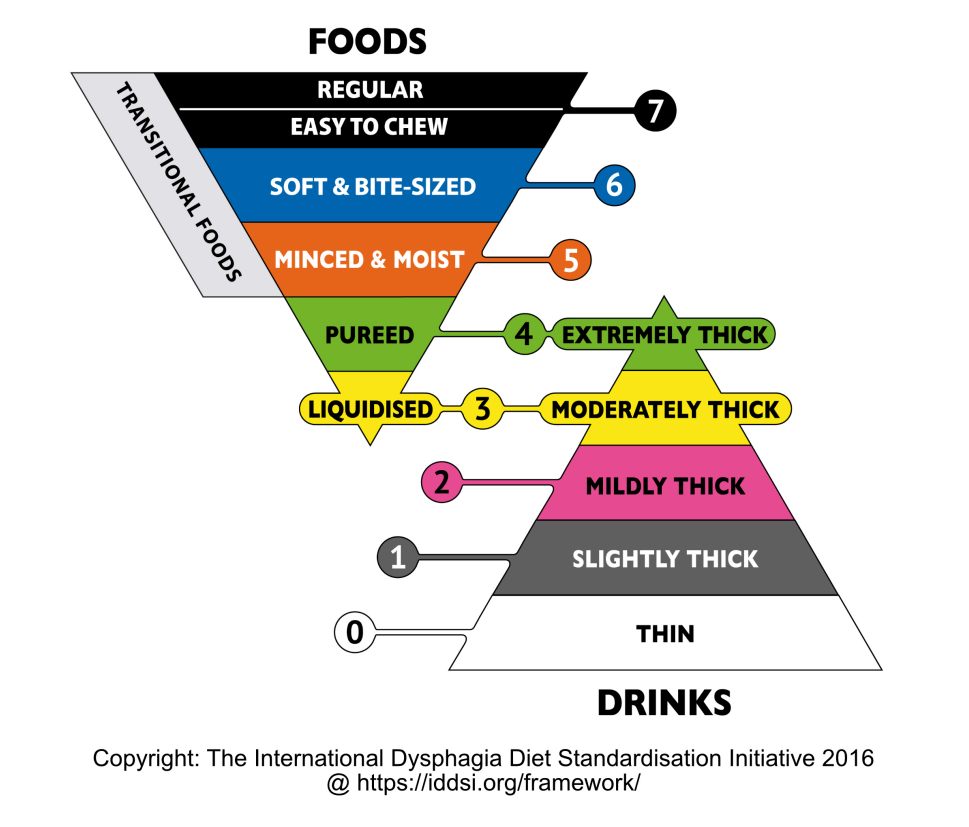 FOODS
REGULAR
EASY TO CHEW
7
TRANSITIONAL FOODS
SOFT & BITE-SIZED
6
MINCED & MOIST
5
PUREED
4
EXTREMELY THICK
LIQUIDISED
3
MODERATELY THICK
2
MILDLY THICK
1
SLIGHTLY THICK
0
THIN
DRINKS
Copyright: The International Dysphagia Diet Standardisation Initiative 2016
@ https://iddsi.org/framework/